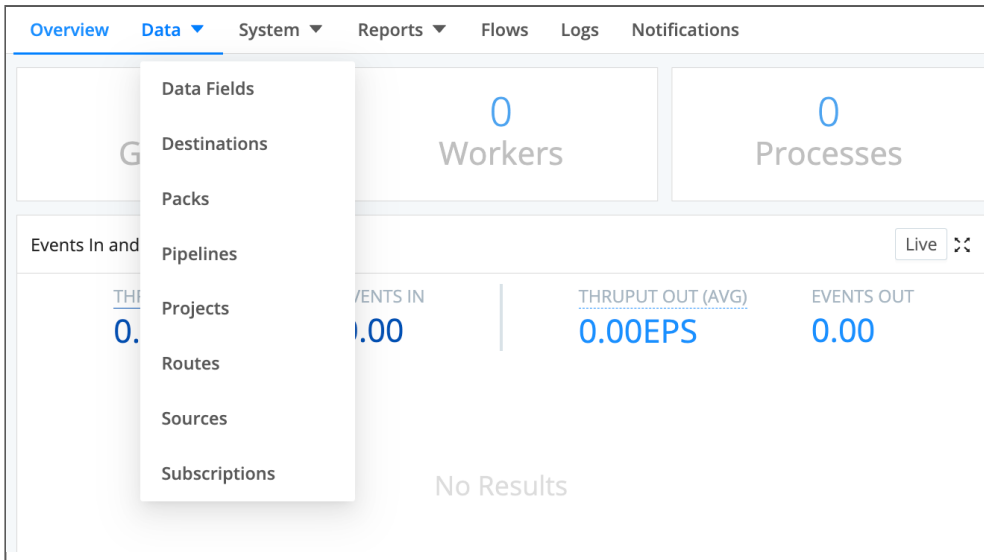 Overview Data System Reports Flows Logs Notifications
Data Fields
Destinations
Packs
Pipelines
Projects
Routes
Sources
Subscriptions
0
Workers
0
Processes
Events In and
Live
THRUPUT OUT (AVG)
0.00EPS
EVENTS OUT
0.00
No Results